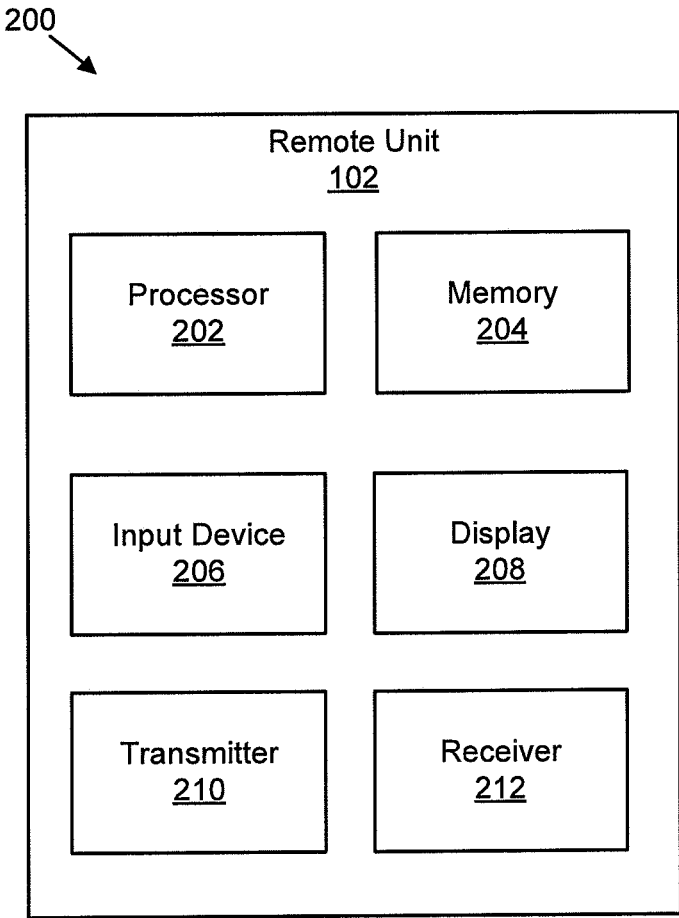 200
Remote Unit
102
Processor
202
Memory
204
Input Device
206
Display
208
Transmitter
210
Receiver
212